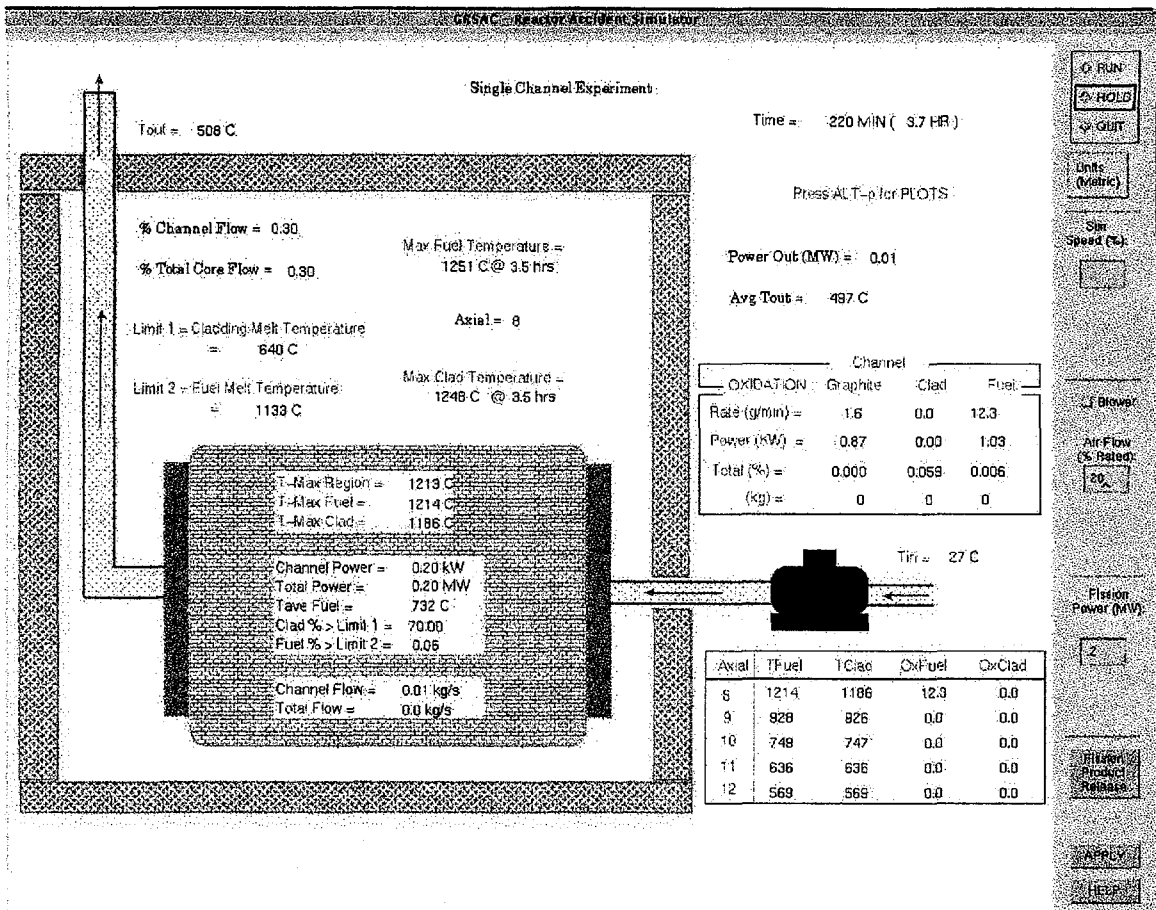 GRSAC - Reactor Accident Simulator
Single Channel Experiment
Time = 220 MIN ( 3.7 HR )
Press ALT-p for PLOTS
Power Out (MW) = 0.01
Avg Tout = 497 C
Tout = 508 C
% Channel Flow = 0.30
% Total Core Flow = 0.30
Limit 1 = Cladding Melt Temperature
= 640 C
Limit 2 = Fuel Melt Temperature
= 1133 C
Max Fuel Temperature =
1251 C @ 3.5 hrs
Axial = 8
Max Clad Temperature =
1248 C @ 3.5 hrs
T-Max Region = 1213 C
T-Max Fuel = 1214 C
T-Max Clad = 1186 C
Channel Power = 0.20 kW
Total Power = 0.20 MW
Tave Fuel = 732 C
Clad % > Limit 1 = 70.00
Fuel % > Limit 2 = 0.06
Channel Flow = 0.01 kg/s
Total Flow = 0.0 kg/s
Channel
OXIDATION Graphite Clad Fuel
Rate (g/min) = 1.6 0.0 12.3
Power (KW) = 0.87 0.00 1.03
Total (%) = 0.000 0.059 0.006
(kg) = 0 0 0
Tin = 27 C
Axial TFuel TClad OxFuel OxClad
8 1214 1186 12.3 0.0
9 928 926 0.0 0.0
10 749 747 0.0 0.0
11 636 636 0.0 0.0
12 569 569 0.0 0.0
RUN
HOLD
QUIT
Units
(Metric)
Sim
Speed (%):
Blower
Air Flow
(% Rated):
20
Fission
Power (MW):
.2
Fission
Product
Release
APPLY
HELP